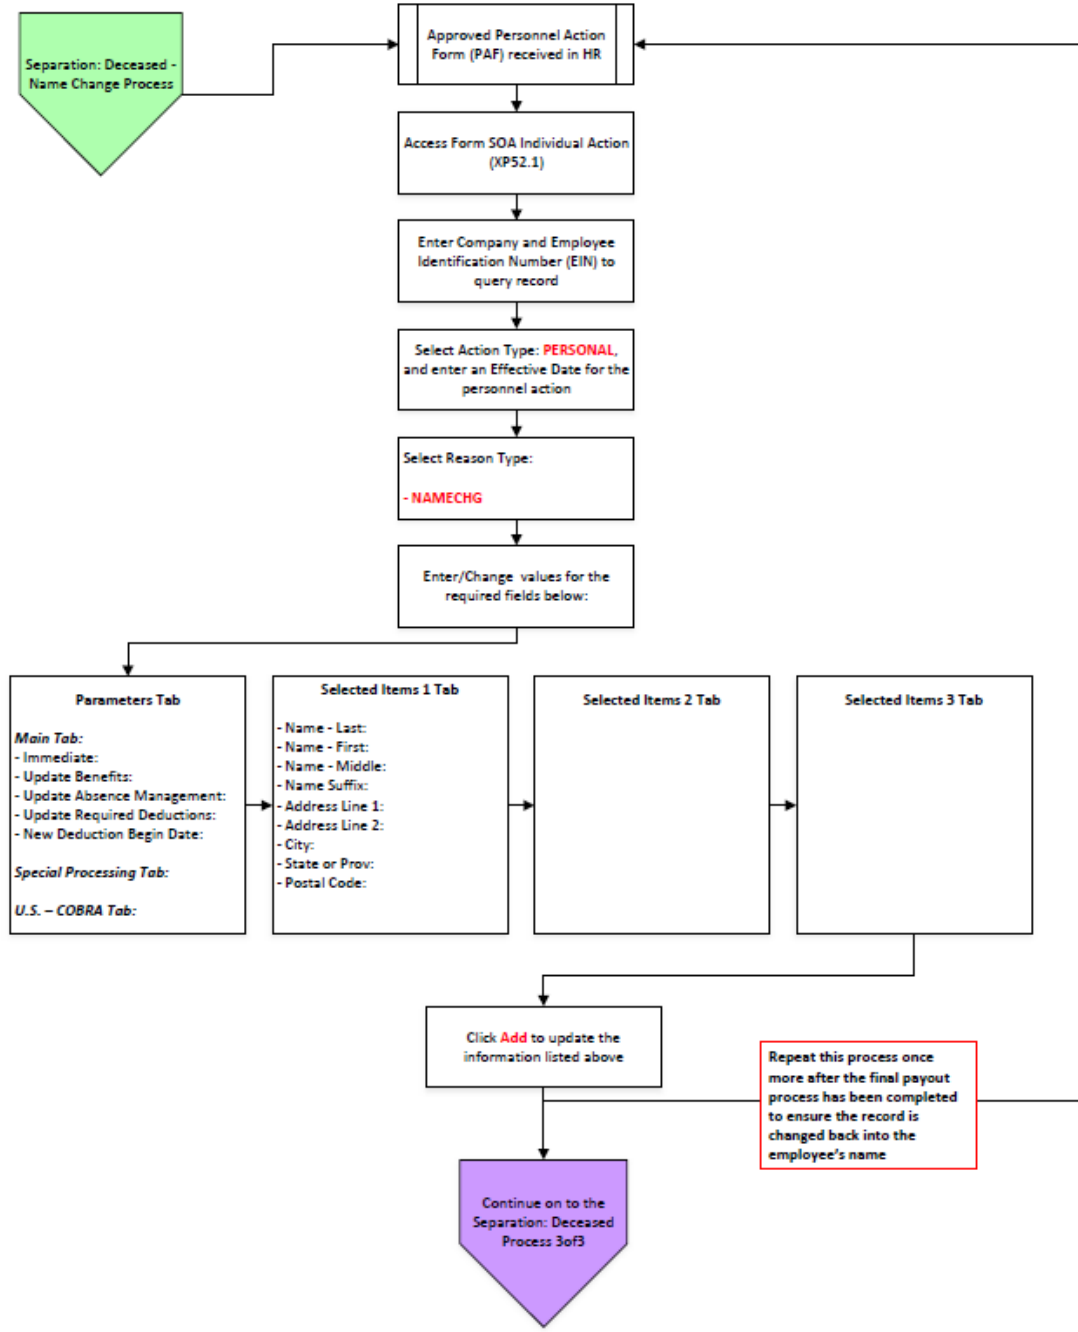 Separation: Deceased -
Name Change Process
Approved Personnel Action
Form (PAF) received in HR
Access Form SOA Individual Action
(XP52.1)
Enter Company and Employee
Identification Number (EIN) to
query record
Select Action Type: PERSONAL,
and enter an Effective Date for the
personnel action
Select Reason Type:
- NAMECHG
Enter/Change values for the
required fields below:
Parameters Tab
Main Tab:
- Immediate:
- Update Benefits:
- Update Absence Management:
- Update Required Deductions:
- New Deduction Begin Date:
Special Processing Tab:
U.S. – COBRA Tab:
Selected Items 1 Tab
- Name - Last:
- Name - First:
- Name - Middle:
- Name Suffix:
- Address Line 1:
- Address Line 2:
- City:
- State or Prov:
- Postal Code:
Selected Items 2 Tab
Selected Items 3 Tab
Click Add to update the
information listed above
Repeat this process once
more after the final payout
process has been completed
to ensure the record is
changed back into the
employee's name
Continue on to the
Separation: Deceased
Process 3of3